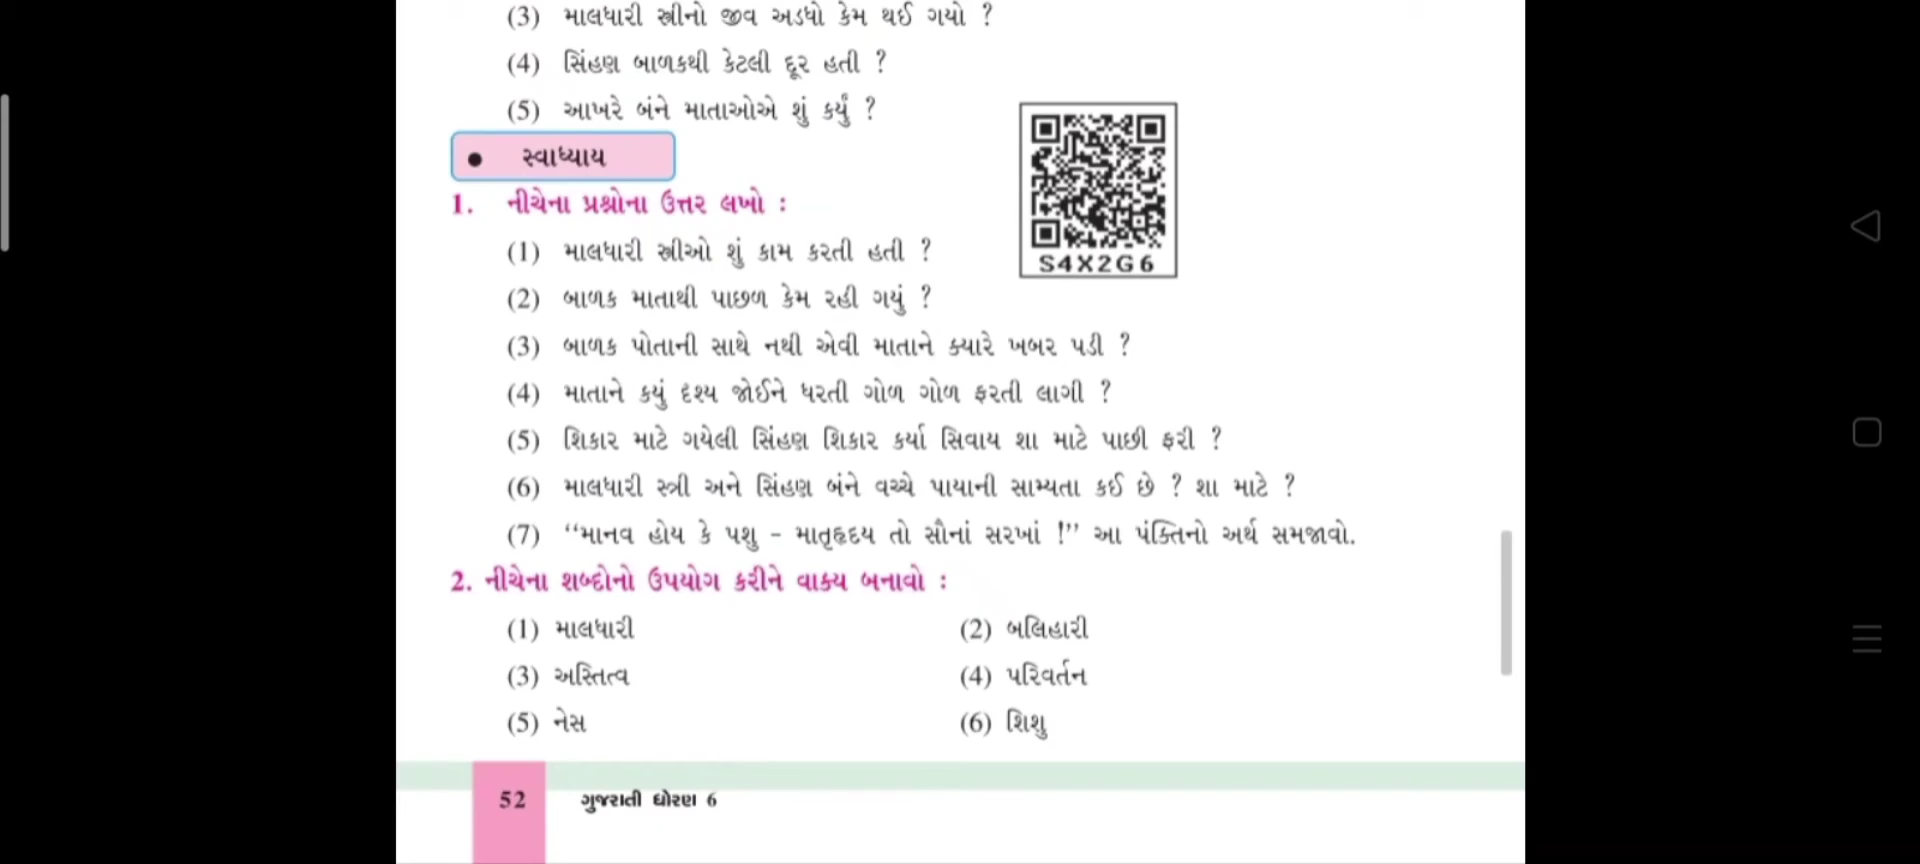 (3) માલધારી સ્ત્રીનો જીવ અડધો કેમ થઈ ગયો ?
(4) સિંહણ બાળકથી કેટલી દૂર હતી ?
(5) આખરે બંને માતાઓએ શું કર્યું ?
● સ્વાધ્યાય
S4X2G6
1. નીચેના પ્રશ્નોના ઉત્તર લખો :
(1) માલધારી સ્ત્રીઓ શું કામ કરતી હતી ?
(2) બાળક માતાથી પાછળ કેમ રહી ગયું ?
(3) બાળક પોતાની સાથે નથી એવી માતાને ક્યારે ખબર પડી ?
(4) માતાને કયું દૃશ્ય જોઈને ધરતી ગોળ ગોળ ફરતી લાગી ?
(5) શિકાર માટે ગયેલી સિંહણ શિકાર કર્યા સિવાય શા માટે પાછી ફરી ?
(6) માલધારી સ્ત્રી અને સિંહણ બંને વચ્ચે પાયાની સામ્યતા કઈ છે ? શા માટે ?
(7) “માનવ હોય કે પશુ - માતૃહૃદય તો સૌનાં સરખાં !” આ પંક્તિનો અર્થ સમજાવો.
2. નીચેના શબ્દોનો ઉપયોગ કરીને વાક્ય બનાવો :
(1) માલધારી (2) બલિહારી
(3) અસ્તિત્વ (4) પરિવર્તન
(5) નેસ (6) શિશુ
52 ગુજરાતી ધોરણ 6